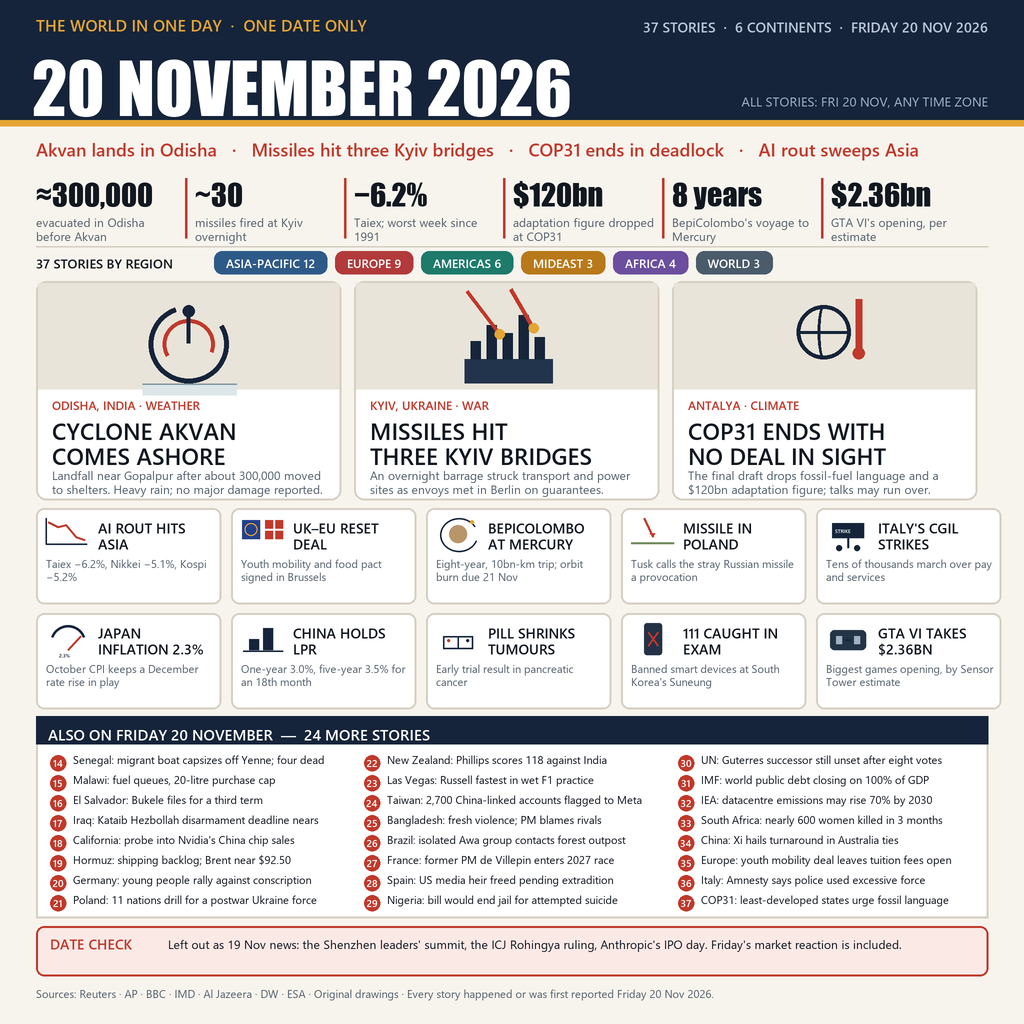 THE WORLD IN ONE DAY · ONE DATE ONLY
37 STORIES · 6 CONTINENTS · FRIDAY 20 NOV 2026
20 NOVEMBER 2026
ALL STORIES: FRI 20 NOV, ANY TIME ZONE
Akvan lands in Odisha · Missiles hit three Kyiv bridges · COP31 ends in deadlock · AI rout sweeps Asia
≈300,000
evacuated in Odisha
before Akvan
~30
missiles fired at Kyiv
overnight
−6.2%
Taiex; worst week since
1991
$120bn
adaptation figure dropped
at COP31
8 years
BepiColombo's voyage to
Mercury
$2.36bn
GTA VI's opening, per
estimate
37 STORIES BY REGION
ASIA-PACIFIC 12
EUROPE 9
AMERICAS 6
MIDEAST 3
AFRICA 4
WORLD 3
ODISHA, INDIA · WEATHER
CYCLONE AKVAN
COMES ASHORE
Landfall near Gopalpur after about 300,000 moved
to shelters. Heavy rain; no major damage reported.
KYIV, UKRAINE · WAR
MISSILES HIT
THREE KYIV BRIDGES
An overnight barrage struck transport and power
sites as envoys met in Berlin on guarantees.
ANTALYA · CLIMATE
COP31 ENDS WITH
NO DEAL IN SIGHT
The final draft drops fossil-fuel language and a
$120bn adaptation figure; talks may run over.
AI ROUT HITS
ASIA
Taiex −6.2%, Nikkei −5.1%, Kospi
−5.2%
UK–EU RESET
DEAL
Youth mobility and food pact
signed in Brussels
BEPICOLOMBO
AT MERCURY
Eight-year, 10bn-km trip; orbit
burn due 21 Nov
MISSILE IN
POLAND
Tusk calls the stray Russian missile
a provocation
STRIKE
ITALY'S CGIL
STRIKES
Tens of thousands march over pay
and services
2.3%
JAPAN
INFLATION 2.3%
October CPI keeps a December
rate rise in play
CHINA HOLDS
LPR
One-year 3.0%, five-year 3.5% for
an 18th month
PILL SHRINKS
TUMOURS
Early trial result in pancreatic
cancer
111 CAUGHT IN
EXAM
Banned smart devices at South
Korea's Suneung
GTA VI TAKES
$2.36BN
Biggest games opening, by Sensor
Tower estimate
ALSO ON FRIDAY 20 NOVEMBER — 24 MORE STORIES
14 Senegal: migrant boat capsizes off Yenne; four dead
15 Malawi: fuel queues, 20-litre purchase cap
16 El Salvador: Bukele files for a third term
17 Iraq: Kataib Hezbollah disarmament deadline nears
18 California: probe into Nvidia's China chip sales
19 Hormuz: shipping backlog; Brent near $92.50
20 Germany: young people rally against conscription
21 Poland: 11 nations drill for a postwar Ukraine force
22 New Zealand: Phillips scores 118 against India
23 Las Vegas: Russell fastest in wet F1 practice
24 Taiwan: 2,700 China-linked accounts flagged to Meta
25 Bangladesh: fresh violence; PM blames rivals
26 Brazil: isolated Awa group contacts forest outpost
27 France: former PM de Villepin enters 2027 race
28 Spain: US media heir freed pending extradition
29 Nigeria: bill would end jail for attempted suicide
30 UN: Guterres successor still unset after eight votes
31 IMF: world public debt closing on 100% of GDP
32 IEA: datacentre emissions may rise 70% by 2030
33 South Africa: nearly 600 women killed in 3 months
34 China: Xi hails turnaround in Australia ties
35 Europe: youth mobility deal leaves tuition fees open
36 Italy: Amnesty says police used excessive force
37 COP31: least-developed states urge fossil language
DATE CHECK
Left out as 19 Nov news: the Shenzhen leaders' summit, the ICJ Rohingya ruling, Anthropic's IPO day. Friday's market reaction is included.
Sources: Reuters · AP · BBC · IMD · Al Jazeera · DW · ESA · Original drawings · Every story happened or was first reported Friday 20 Nov 2026.